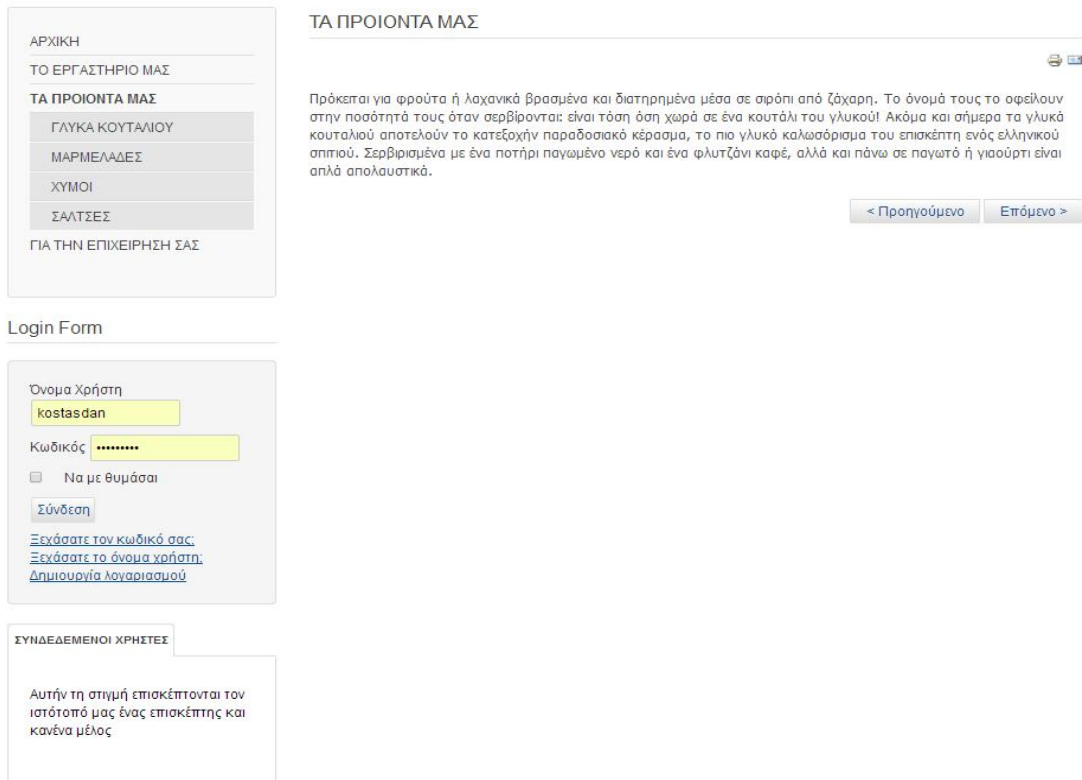 ΑΡΧΙΚΗ
ΤΟ ΕΡΓΑΣΤΗΡΙΟ ΜΑΣ
ΤΑ ΠΡΟΙΟΝΤΑ ΜΑΣ
ΓΛΥΚΑ ΚΟΥΤΑΛΙΟΥ
ΜΑΡΜΕΛΑΔΕΣ
ΧΥΜΟΙ
ΣΑΛΤΣΕΣ
ΓΙΑ ΤΗΝ ΕΠΙΧΕΙΡΗΣΗ ΣΑΣ
Login Form
Όνομα Χρήστη
kostasdan
Κωδικός •••••••••
Να με θυμάσαι
Σύνδεση
Ξεχάσατε τον κωδικό σας;
Ξεχάσατε το όνομα χρήστη;
Δημιουργία λογαριασμού
ΣΥΝΔΕΔΕΜΕΝΟΙ ΧΡΗΣΤΕΣ
Αυτήν τη στιγμή επισκέπτονται τον
ιστότοπό μας ένας επισκέπτης και
κανένα μέλος
ΤΑ ΠΡΟΙΟΝΤΑ ΜΑΣ
Πρόκειται για φρούτα ή λαχανικά βρασμένα και διατηρημένα μέσα σε σιρόπι από ζάχαρη. Το όνομά τους το οφείλουν
στην ποσότητά τους όταν σερβίρονται: είναι τόση όση χωρά σε ένα κουτάλι του γλυκού! Ακόμα και σήμερα τα γλυκά
κουταλιού αποτελούν το κατεξοχήν παραδοσιακό κέρασμα, το πιο γλυκό καλωσόρισμα του επισκέπτη ενός ελληνικού
σπιτιού. Σερβιρισμένα με ένα ποτήρι παγωμένο νερό και ένα φλυτζάνι καφέ, αλλά και πάνω σε παγωτό ή γιαούρτι είναι
απλά απολαυστικά.
< Προηγούμενο Επόμενο >